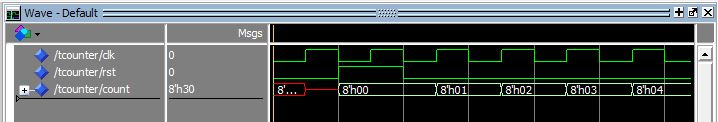 Wave - Default
Msgs
/tcounter/clk 0
/tcounter/rst 0
/tcounter/count 8'h30 8'... 8'h00 8'h01 8'h02 8'h03 8'h04